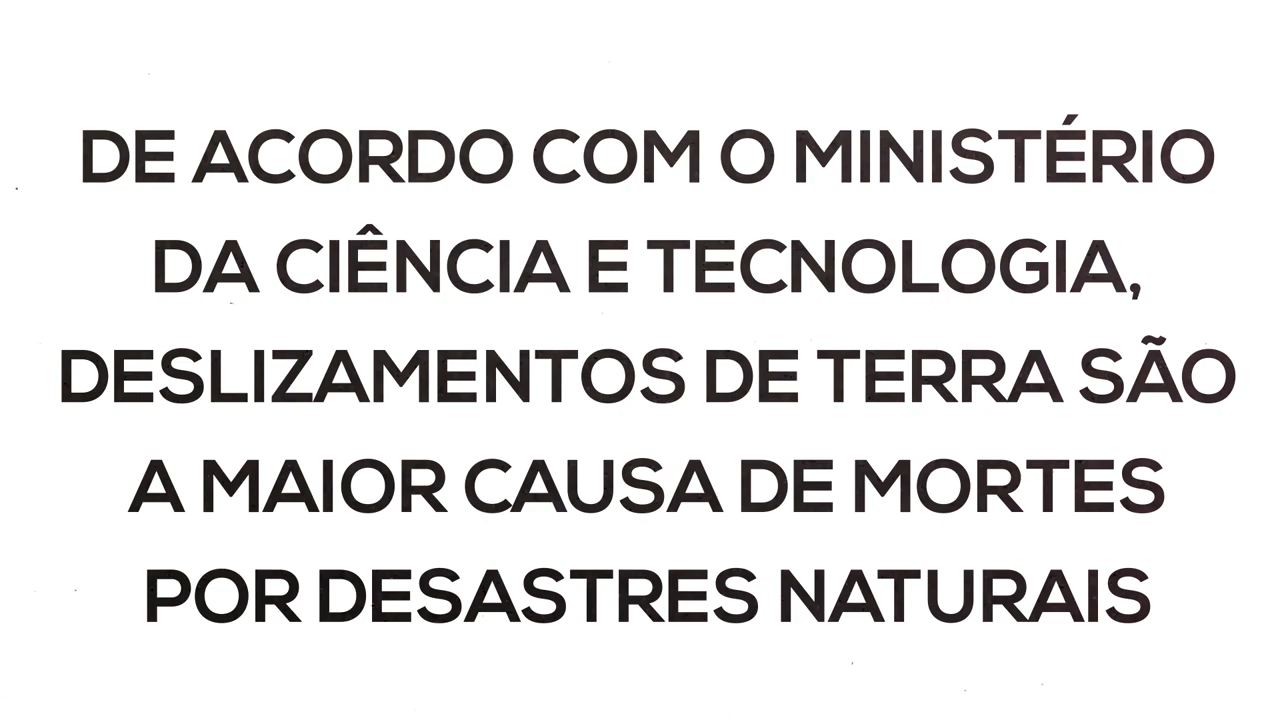 DE ACORDO COM O MINISTÉRIO
DA CIÊNCIA E TECNOLOGIA,
DESLIZAMENTOS DE TERRA SÃO
A MAIOR CAUSA DE MORTES
POR DESASTRES NATURAIS